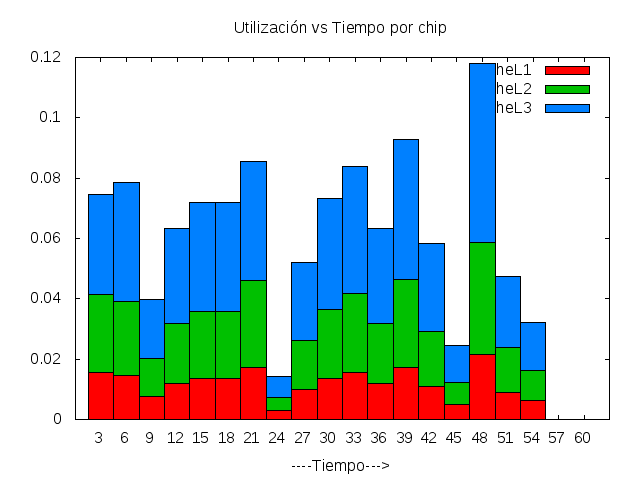 Utilización vs Tiempo por chip
0.12
0.1
0.08
0.06
0.04
0.02
0
heL1
heL2
heL3
3 6 9 12 15 18 21 24 27 30 33 36 39 42 45 48 51 54 57 60
----Tiempo--->